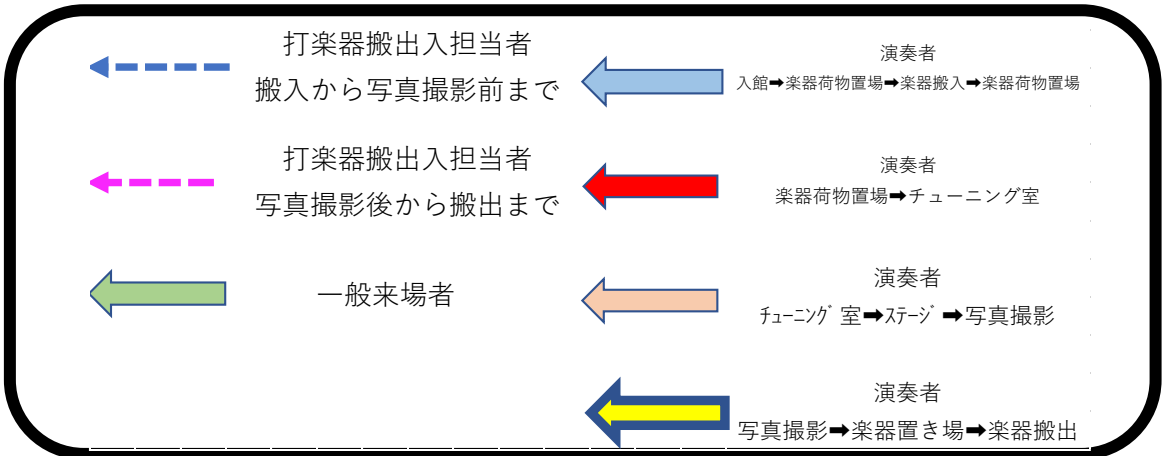 打楽器搬出入担当者
搬入から写真撮影前まで
演奏者
入館➡楽器荷物置場➡楽器搬入➡楽器荷物置場
打楽器搬出入担当者
写真撮影後から搬出まで
演奏者
楽器荷物置場➡チューニング室
一般来場者
演奏者
ﾁｭｰﾆﾝｸﾞ室➡ｽﾃｰｼﾞ➡写真撮影
演奏者
写真撮影➡楽器置き場➡楽器搬出